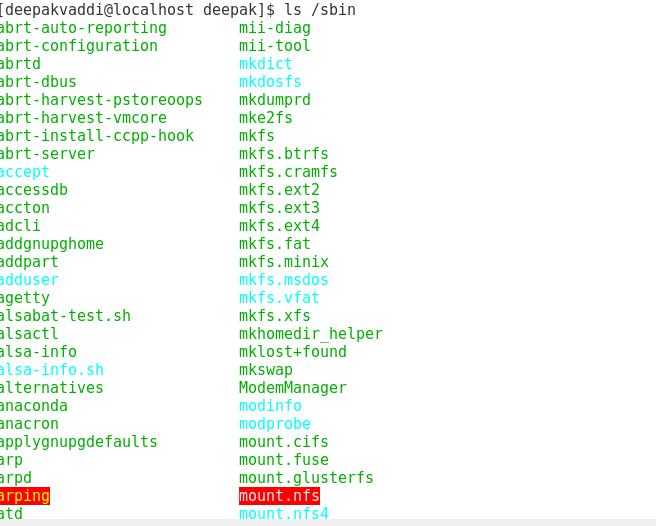 [deepakvaddi@localhost deepak]$ ls /sbin
abrt-auto-reporting mii-diag
abrt-configuration mii-tool
abrtd mkdict
abrt-dbus mkdosfs
abrt-harvest-pstoreoops mkdumprd
abrt-harvest-vmcore mke2fs
abrt-install-ccpp-hook mkfs
abrt-server mkfs.btrfs
accept mkfs.cramfs
accessdb mkfs.ext2
accton mkfs.ext3
adcli mkfs.ext4
addgnupghome mkfs.fat
addpart mkfs.minix
adduser mkfs.msdos
agetty mkfs.vfat
alsabat-test.sh mkfs.xfs
alsactl mkhomedir_helper
alsa-info mklost+found
alsa-info.sh mkswap
alternatives ModemManager
anaconda modinfo
anacron modprobe
applygnupgdefaults mount.cifs
arp mount.fuse
arpd mount.glusterfs
arping mount.nfs
atd mount.nfs4